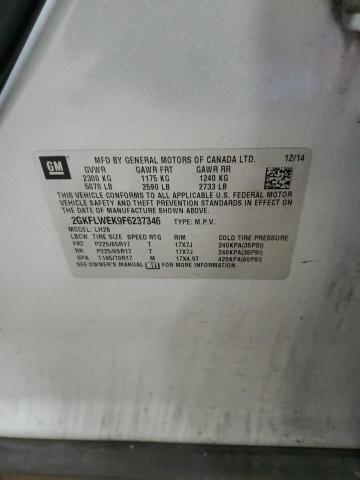 GM
MFD. BY GENERAL MOTORS OF CANADA LTD. 12/14
GVWR GAWR FRT GAWR RR
2300 KG 1175 KG 1240 KG
5070 LB 2590 LB 2733 LB
THIS VEHICLE CONFORMS TO ALL APPLICABLE U.S. FEDERAL MOTOR
VEHICLE SAFETY, BUMPER, AND THEFT
PREVENTION STANDARDS IN EFFECT ON THE DATE OF
MANUFACTURE SHOWN ABOVE.
2GKFLWEK9F6237346 TYPE: M.P.V.
MODEL: LH26
LBCW TIRE SIZE SPEED RTG RIM COLD TIRE PRESSURE
FRT P225/65R17 T 17X7J 240KPA(35PSI)
RR P225/65R17 T 17X7J 240KPA(35PSI)
SPA T145/70R17 M 17X4.5T 420KPA(60PSI)
SEE OWNER'S MANUAL FOR ADDITIONAL INFORMATION